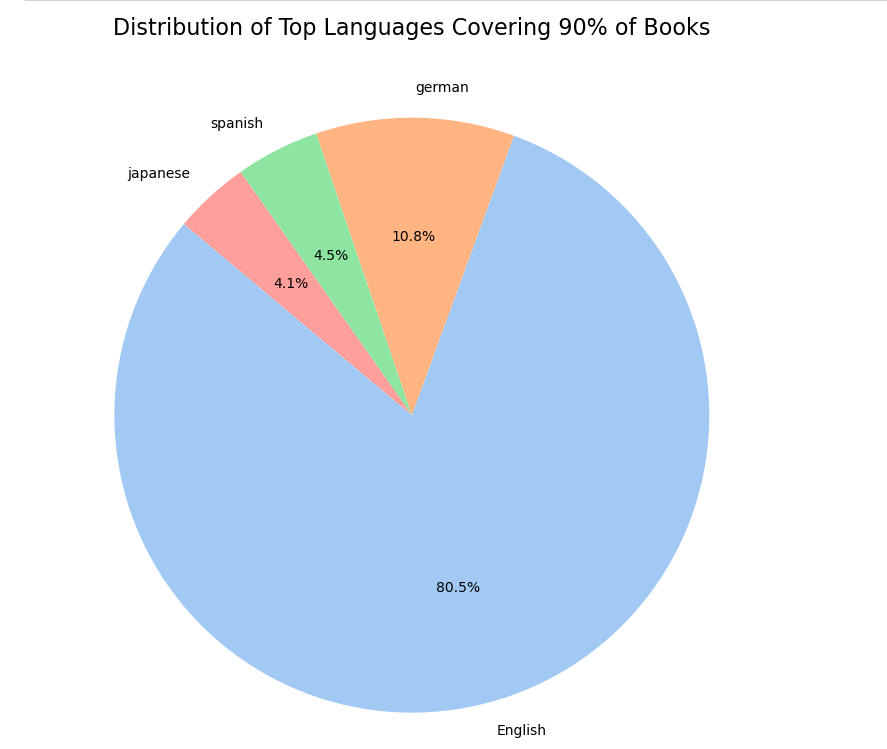 Distribution of Top Languages Covering 90% of Books
german
spanish
japanese
10.8%
4.5%
4.1%
80.5%
English